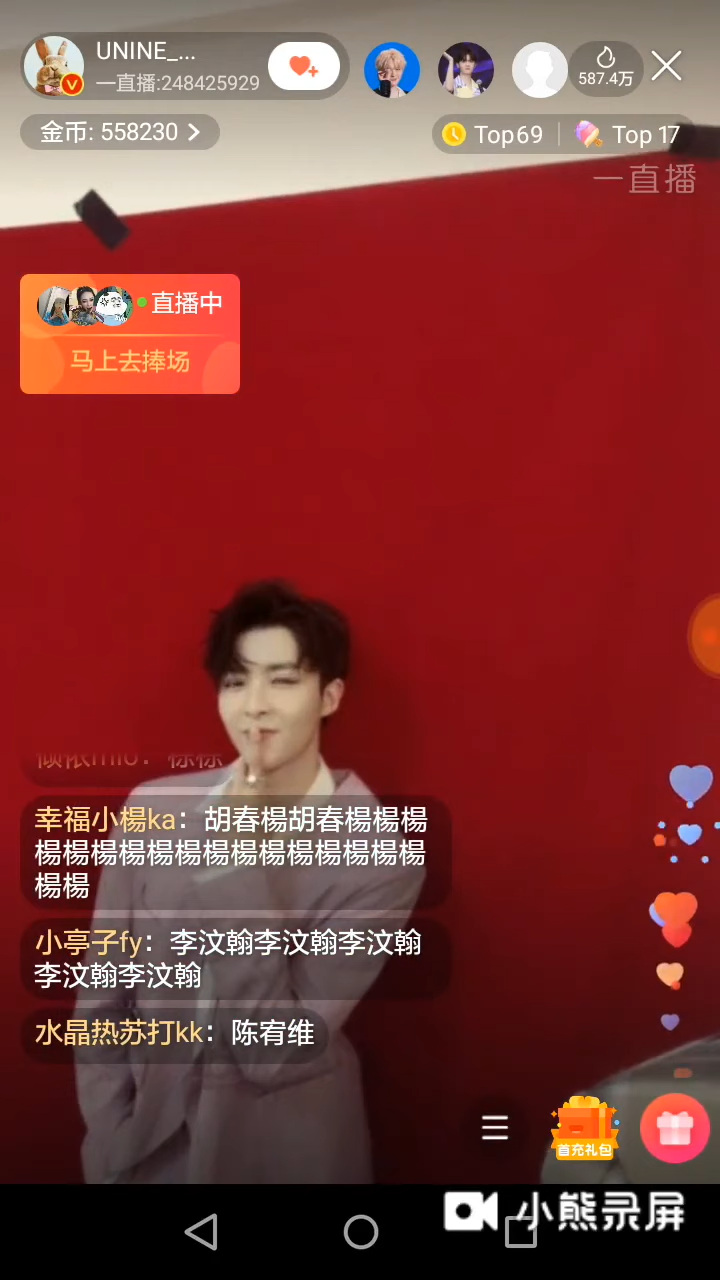 UNINE_...
一直播:248425929
587.4万
金币: 558230
Top69
Top 17
一直播
直播中
马上去捧场
幸福小楊ka：胡春楊胡春楊楊楊
楊楊楊楊楊楊楊楊楊楊楊楊楊楊
楊楊
小亭子fy：李汶翰李汶翰李汶翰
李汶翰李汶翰
水晶热苏打kk：陈宥维
首充礼包
小熊录屏